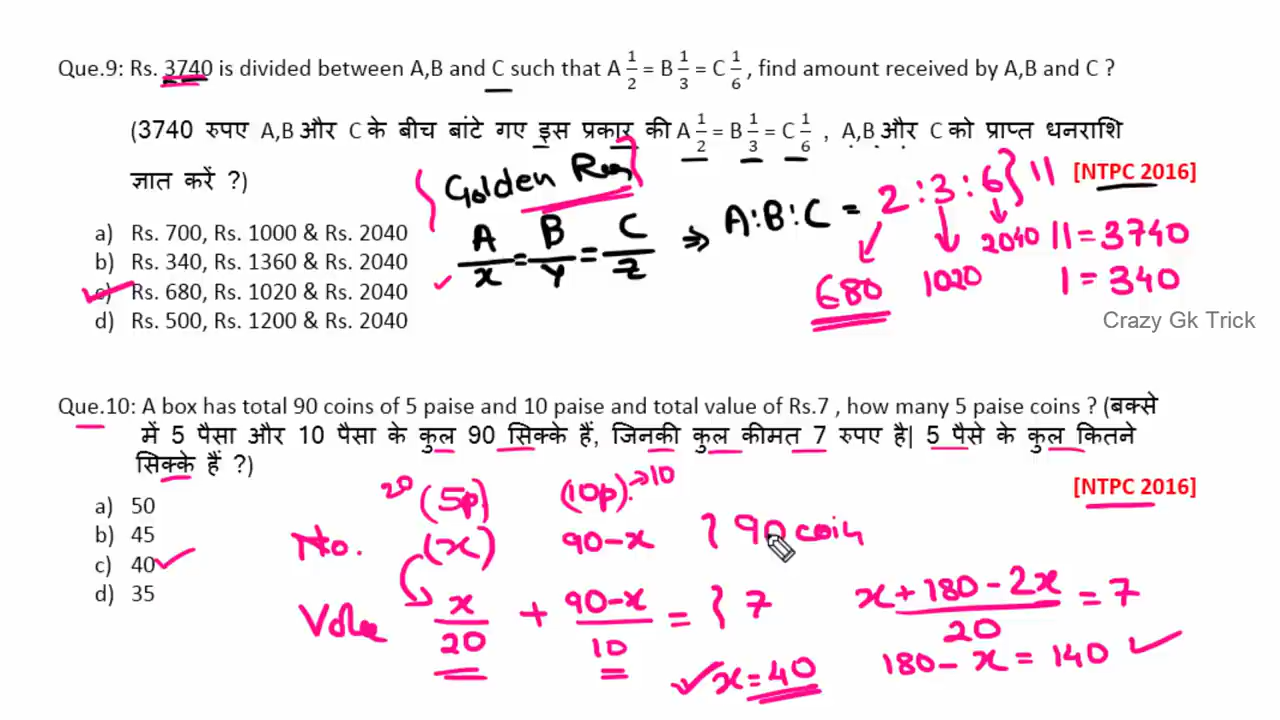 Que.9: Rs. 3740 is divided between A,B and C such that A 1/2 = B 1/3 = C 1/6 , find amount received by A,B and C ?
(3740 रुपए A,B और C के बीच बांटे गए इस प्रकार की A 1/2 = B 1/3 = C 1/6 , A,B और C को प्राप्त धनराशि
ज्ञात करें ?)
[NTPC 2016]
a) Rs. 700, Rs. 1000 & Rs. 2040
b) Rs. 340, Rs. 1360 & Rs. 2040
c) Rs. 680, Rs. 1020 & Rs. 2040
d) Rs. 500, Rs. 1200 & Rs. 2040
Golden
A/x = B/y = C/z ⇒ A:B:C = 2:3:6} 11
680 1020 2040
11 = 3740
1 = 340
Crazy Gk Trick
Que.10: A box has total 90 coins of 5 paise and 10 paise and total value of Rs.7 , how many 5 paise coins ? (बक्से
में 5 पैसा और 10 पैसा के कुल 90 सिक्के हैं, जिनकी कुल कीमत 7 रुपए है| 5 पैसे के कुल कितने
सिक्के हैं ?)
[NTPC 2016]
a) 50
b) 45
c) 40
d) 35
20 (5p) (10p) →10
No. (x) 90-x } 90 coin
x/20 + 90-x/10 = } 7
x+180-2x/20 = 7
180-x = 140
x=40